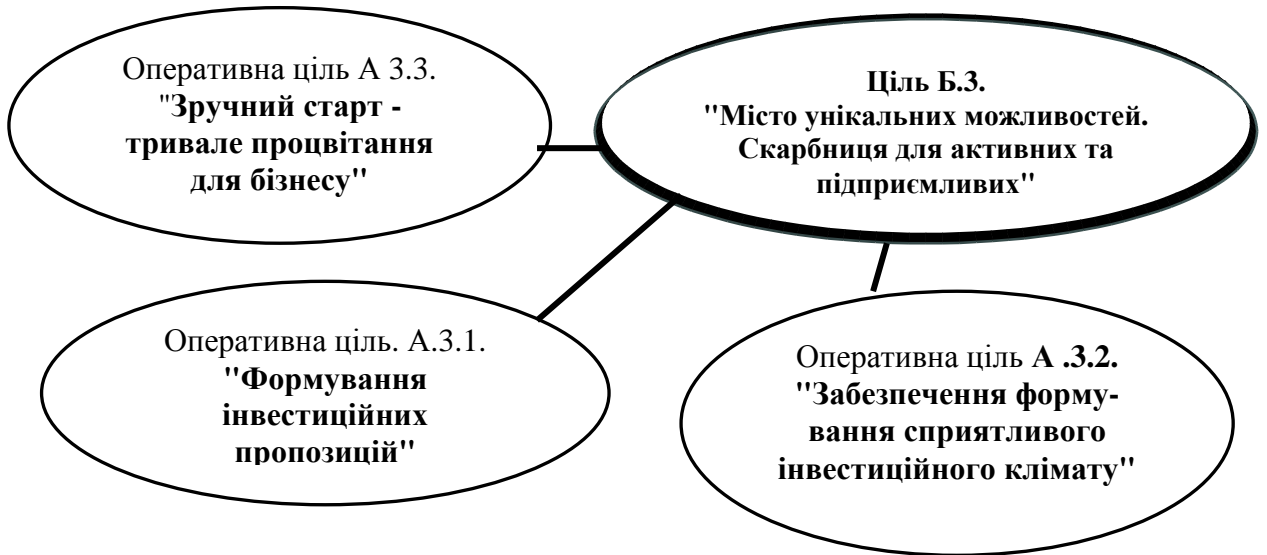 Оперативна ціль А 3.3.
"Зручний старт -
тривале процвітання
для бізнесу"
Ціль Б.3.
"Місто унікальних можливостей.
Скарбниця для активних та
підприємливих"
Оперативна ціль. А.3.1.
"Формування
інвестиційних
пропозицій"
Оперативна ціль А .3.2.
"Забезпечення форму-
вання сприятливого
інвестиційного клімату"